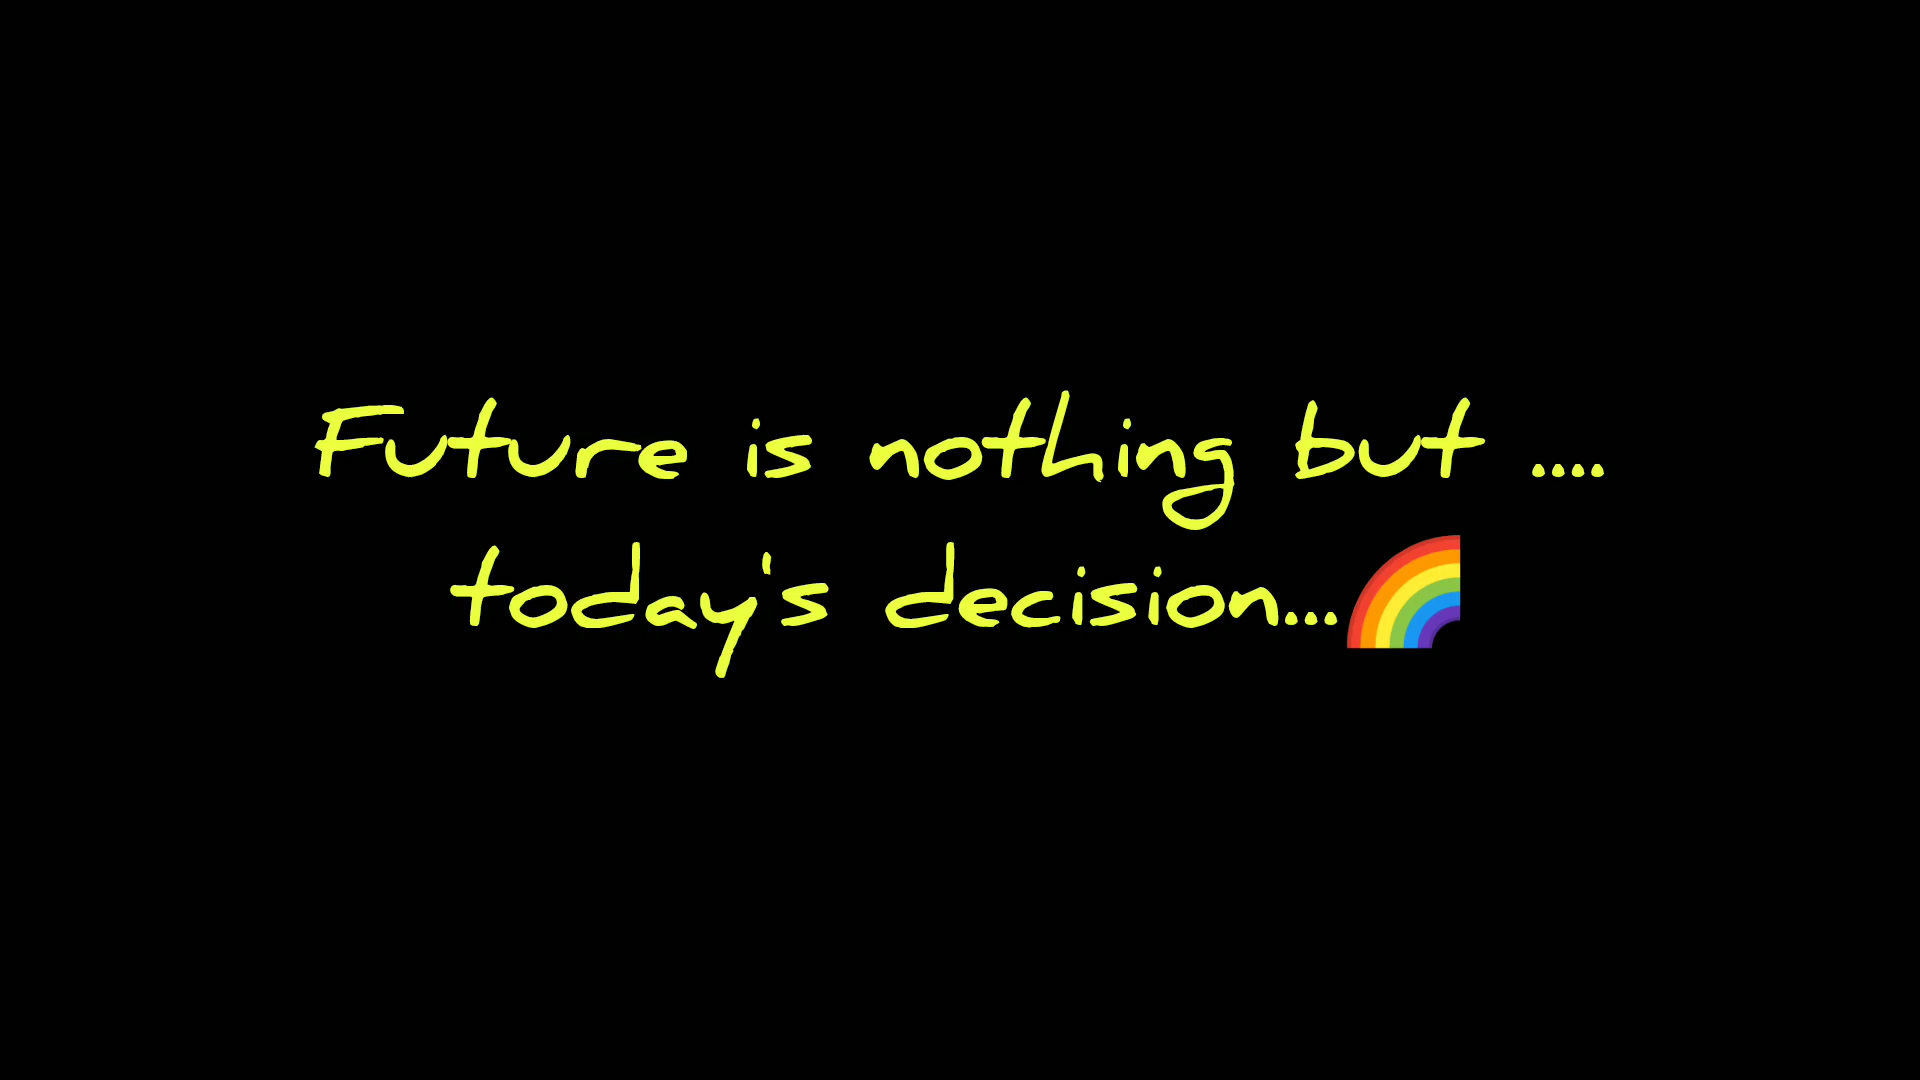 Future is nothing but ....
today's decision...🌈